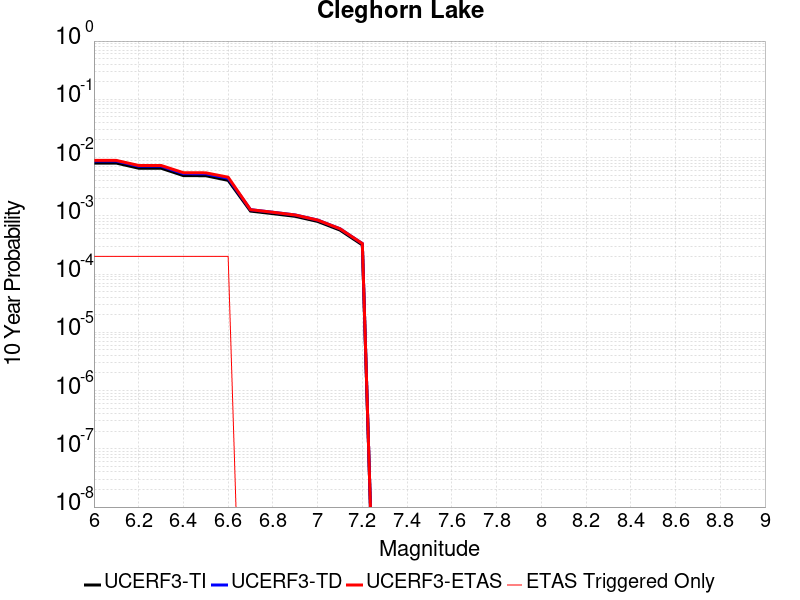 Cleghorn Lake
10^0
10^-1
10^-2
10^-3
10^-4
10^-5
10^-6
10^-7
10^-8
10 Year Probability
6 6.2 6.4 6.6 6.8 7 7.2 7.4 7.6 7.8 8 8.2 8.4 8.6 8.8 9
Magnitude
UCERF3-TI UCERF3-TD UCERF3-ETAS ETAS Triggered Only